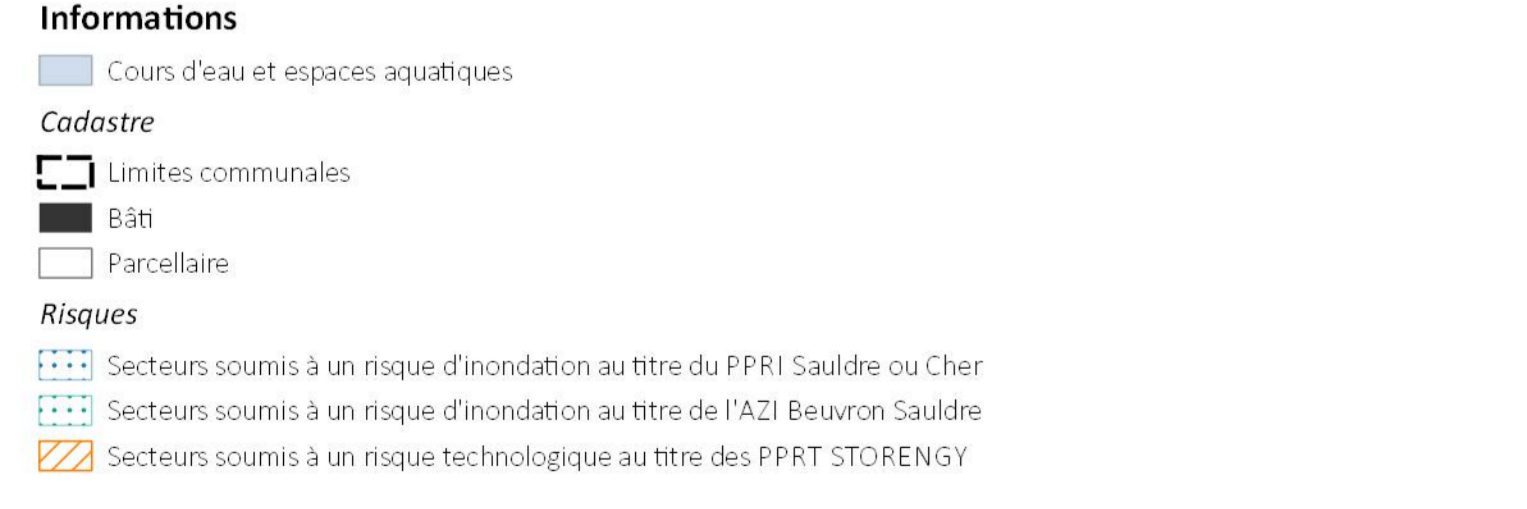 Informations
Cours d'eau et espaces aquatiques
Cadastre
Limites communales
Bâti
Parcellaire
Risques
Secteurs soumis à un risque d'inondation au titre du PPRI Sauldre ou Cher
Secteurs soumis à un risque d'inondation au titre de l'AZI Beuvron Sauldre
Secteurs soumis à un risque technologique au titre des PPRT STORENGY